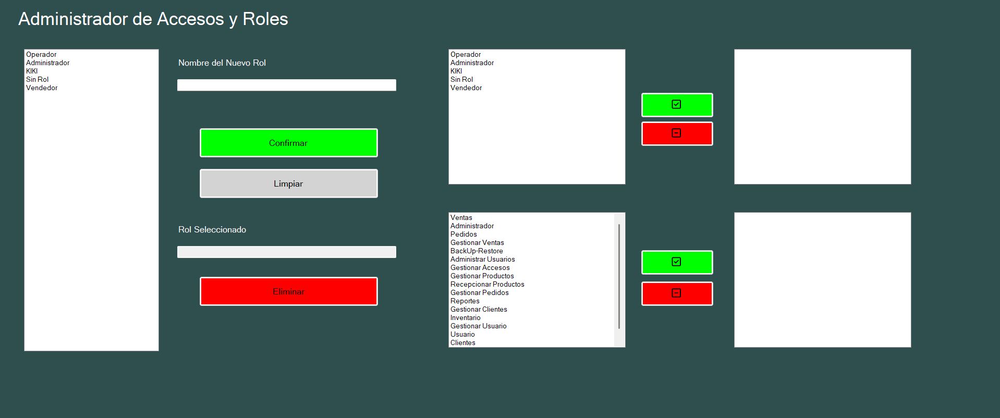 Administrador de Accesos y Roles
Operador
Administrador
KIKI
Sin Rol
Vendedor
Nombre del Nuevo Rol
Confirmar
Limpiar
Rol Seleccionado
Eliminar
Operador
Administrador
KIKI
Sin Rol
Vendedor
Ventas
Administrador
Pedidos
Gestionar Ventas
BackUp-Restore
Administrar Usuarios
Gestionar Accesos
Gestionar Productos
Recepcionar Productos
Gestionar Pedidos
Reportes
Gestionar Clientes
Inventario
Gestionar Usuario
Usuario
Clientes